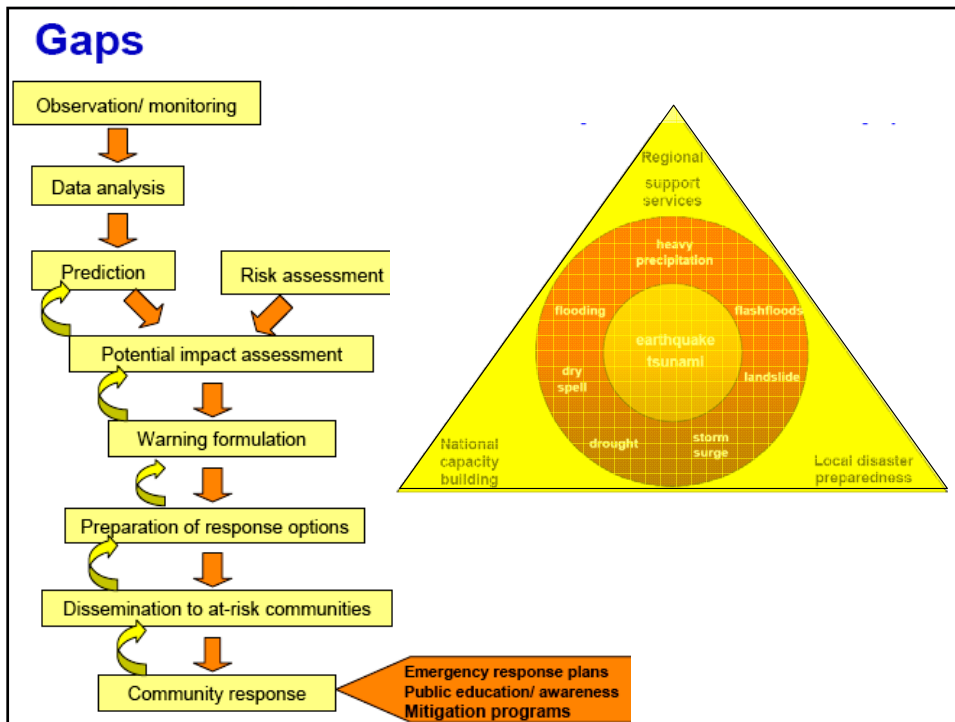 Gaps
Observation/ monitoring
Data analysis
Prediction
Risk assessment
Potential impact assessment
Warning formulation
Preparation of response options
Dissemination to at-risk communities
Community response
Emergency response plans
Public education/ awareness
Mitigation programs
Regional
support
services
heavy
precipitation
flooding
flashfloods
earthquake
tsunami
dry
spell
landslide
drought
storm
surge
National
capacity
building
Local disaster
preparedness